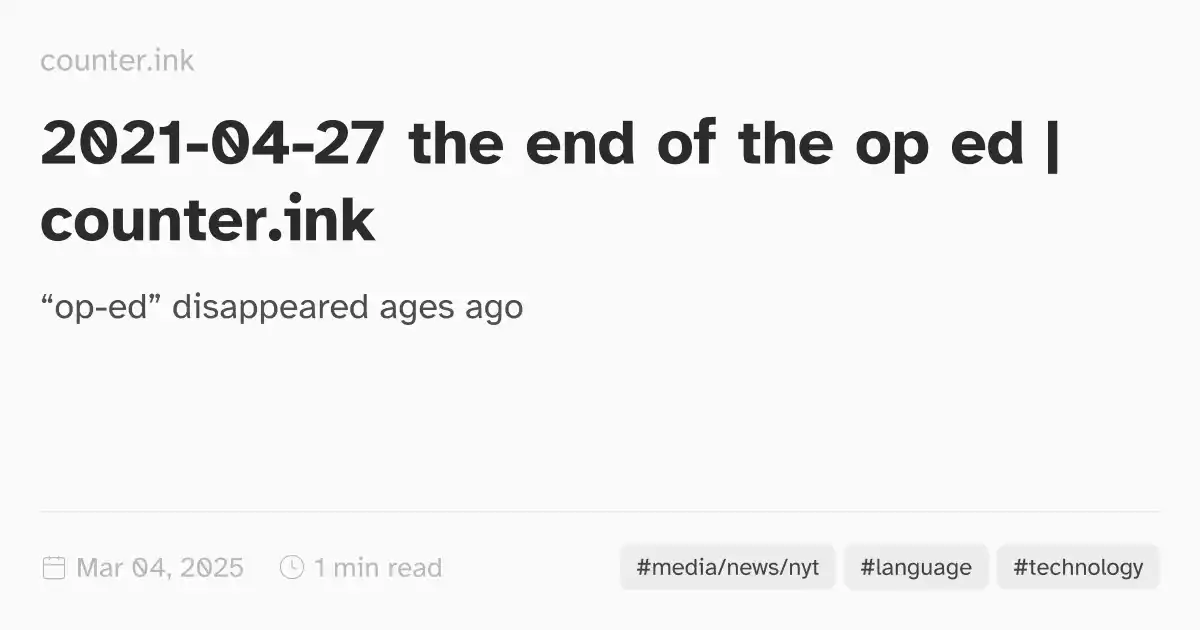 counter.ink
2021-04-27 the end of the op ed |
counter.ink
“op-ed” disappeared ages ago
Mar 04, 2025 1 min read #media/news/nyt #language #technology